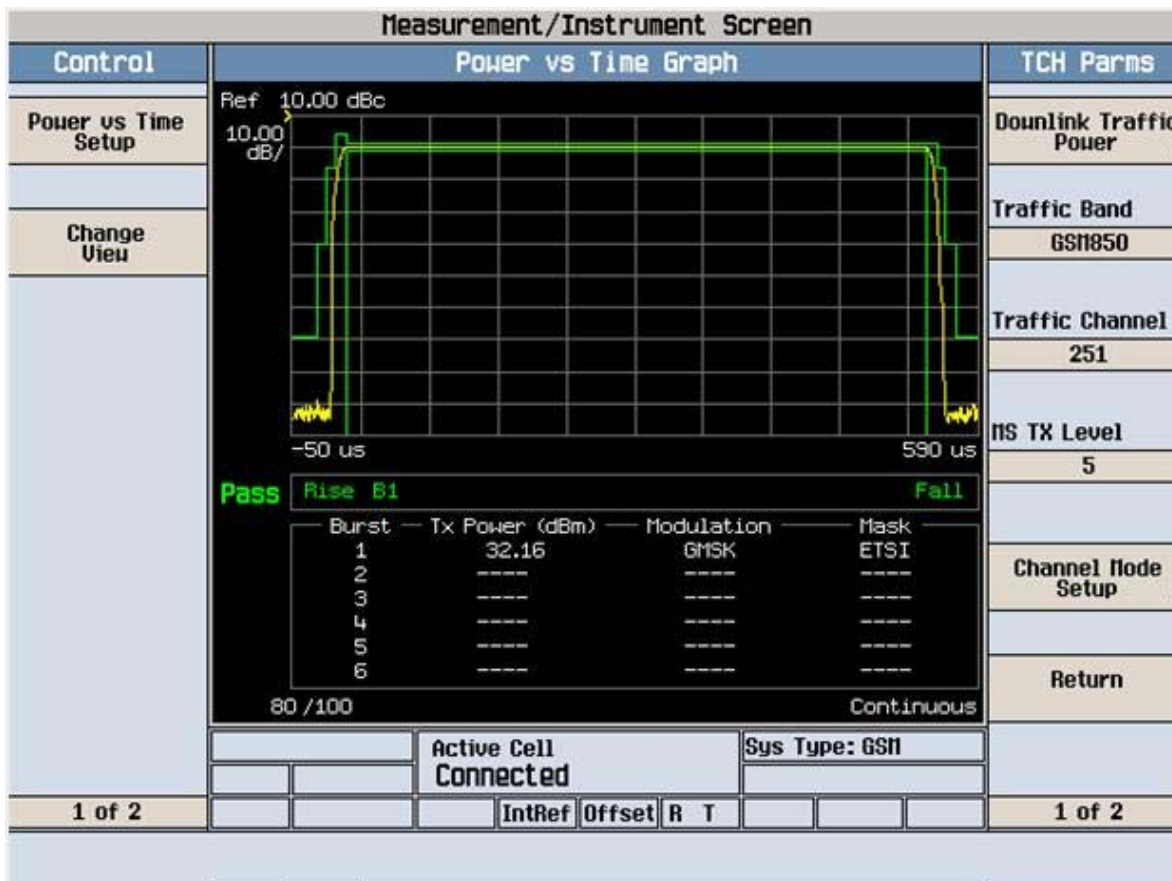 Measurement/Instrument Screen
Control
Power vs Time Graph
TCH Parms
Power vs Time
Setup
Change
View
1 of 2
Ref 10.00 dBc
10.00
dB/
-50 us
590 us
Pass
Rise B1
Fall
Burst Tx Power (dBm) Modulation Mask
1 32.16 GMSK ETSI
2 ---- ---- ----
3 ---- ---- ----
4 ---- ---- ----
5 ---- ---- ----
6 ---- ---- ----
80 /100
Continuous
Active Cell
Connected
Sys Type: GSM
IntRef
Offset
R T
Downlink Traffic
Power
Traffic Band
GSM850
Traffic Channel
251
MS TX Level
5
Channel Mode
Setup
Return
1 of 2